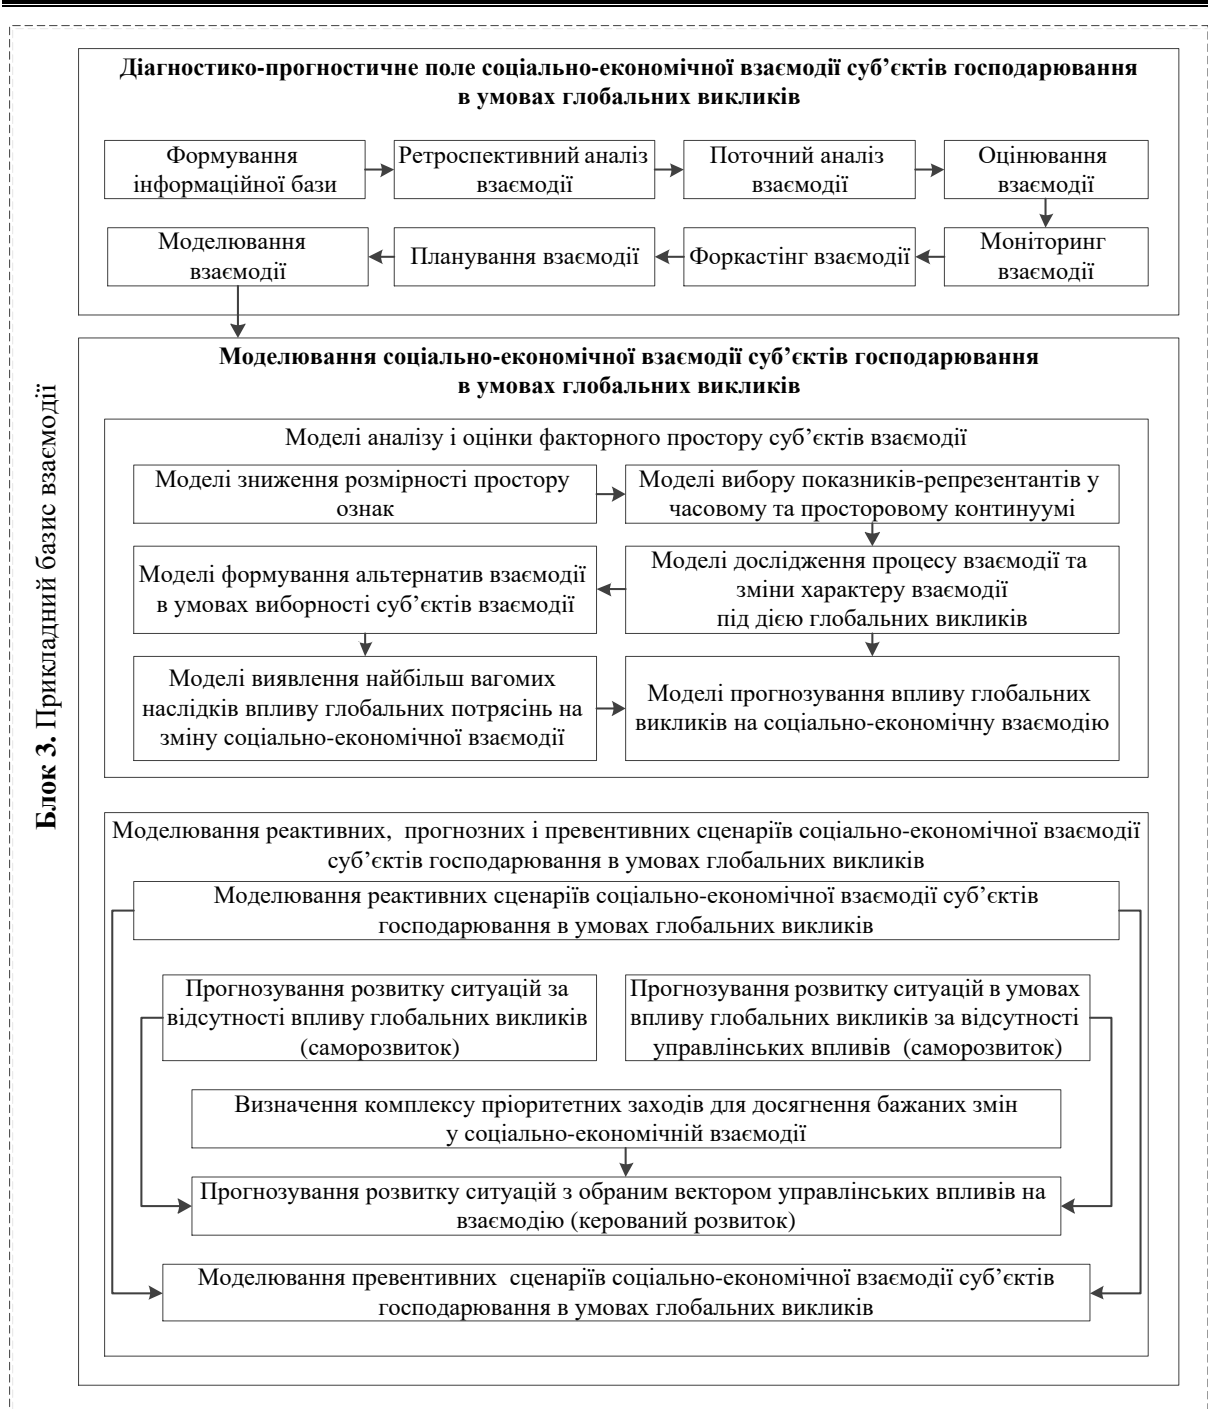 Діагностико-прогностичне поле соціально-економічної взаємодії суб’єктів господарювання
в умовах глобальних викликів
Формування
інформаційної бази
Ретроспективний аналіз
взаємодії
Поточний аналіз
взаємодії
Оцінювання
взаємодії
Моделювання
взаємодії
Планування взаємодії
Форкастінг взаємодії
Моніторинг
взаємодії
Блок 3. Прикладний базис взаємодії
Моделювання соціально-економічної взаємодії суб’єктів господарювання
в умовах глобальних викликів
Моделі аналізу і оцінки факторного простору суб’єктів взаємодії
Моделі зниження розмірності простору
ознак
Моделі вибору показників-репрезентантів у
часовому та просторовому континуумі
Моделі формування альтернатив взаємодії
в умовах виборності суб’єктів взаємодії
Моделі дослідження процесу взаємодії та
зміни характеру взаємодії
під дією глобальних викликів
Моделі виявлення найбільш вагомих
наслідків впливу глобальних потрясінь на
зміну соціально-економічної взаємодії
Моделі прогнозування впливу глобальних
викликів на соціально-економічну взаємодію
Моделювання реактивних, прогнозних і превентивних сценаріїв соціально-економічної взаємодії
суб’єктів господарювання в умовах глобальних викликів
Моделювання реактивних сценаріїв соціально-економічної взаємодії суб’єктів
господарювання в умовах глобальних викликів
Прогнозування розвитку ситуацій за
відсутності впливу глобальних викликів
(саморозвиток)
Прогнозування розвитку ситуацій в умовах
впливу глобальних викликів за відсутності
управлінських впливів (саморозвиток)
Визначення комплексу пріоритетних заходів для досягнення бажаних змін
у соціально-економічній взаємодії
Прогнозування розвитку ситуацій з обраним вектором управлінських впливів на
взаємодію (керований розвиток)
Моделювання превентивних сценаріїв соціально-економічної взаємодії суб’єктів
господарювання в умовах глобальних викликів